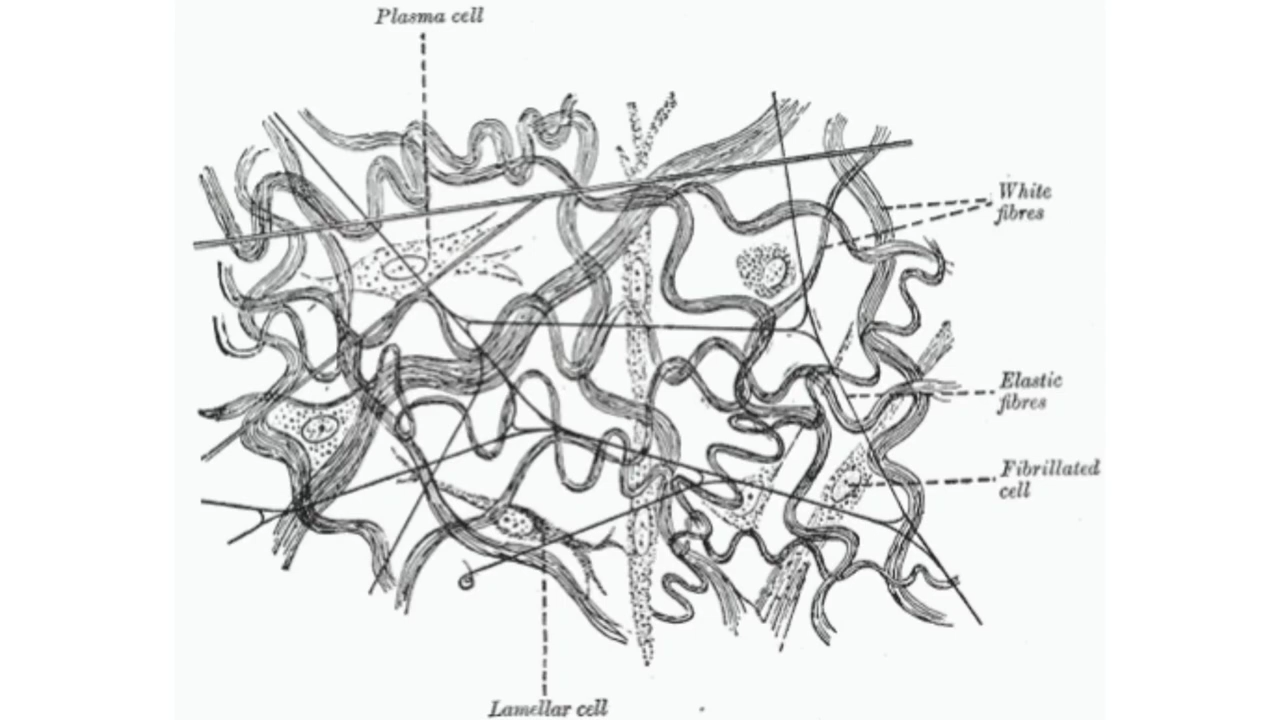 Plasma cell
White
fibres
Elastic
fibres
Fibrillated
cell
Lamellar cell